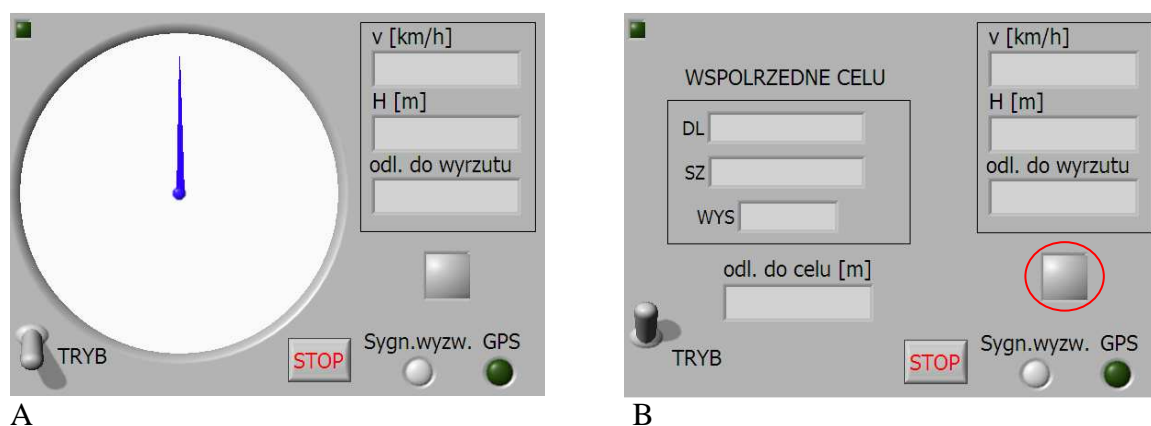 v [km/h]
H [m]
odl. do wyrzutu
TRYB
STOP
Sygn.wyzw. GPS
A
WSPOLRZEDNE CELU
DL
SZ
WYS
odl. do celu [m]
v [km/h]
H [m]
odl. do wyrzutu
TRYB
STOP
Sygn.wyzw. GPS
B